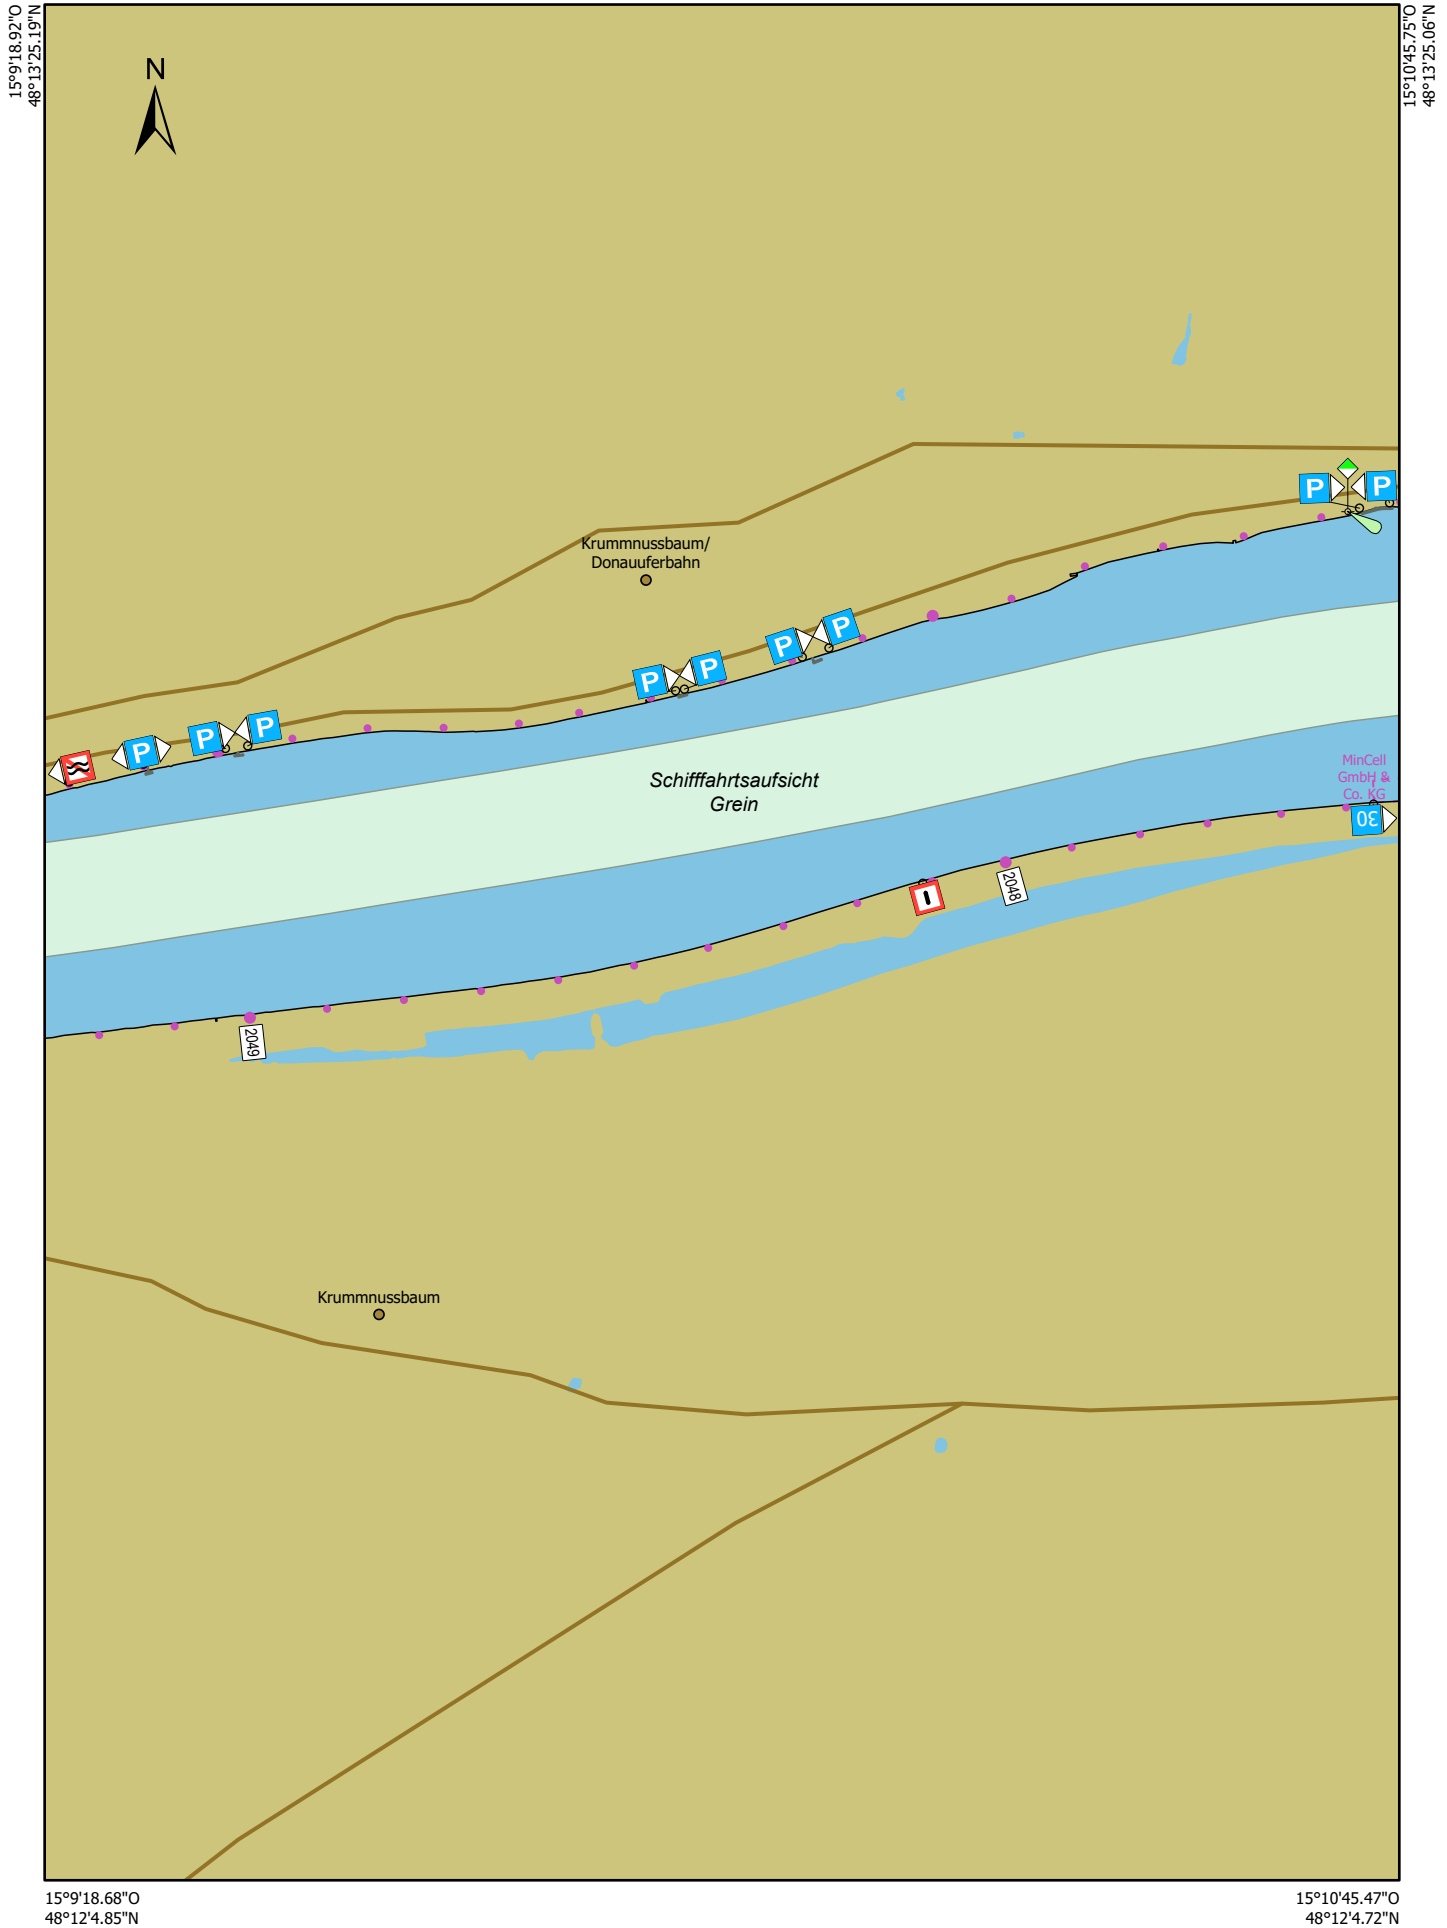 15°9'18.92"O
48°13'25.19"N
15°10'45.75"O
48°13'25.06"N
N
P
P
Krummnussbaum/
Donauuferbahn
P
P
P
P
P
P
P
Schifffahrtsaufsicht
Grein
MinCell
GmbH &
Co. KG
30
2048
2049
Krummnussbaum
15°9'18.68"O
48°12'4.85"N
15°10'45.47"O
48°12'4.72"N